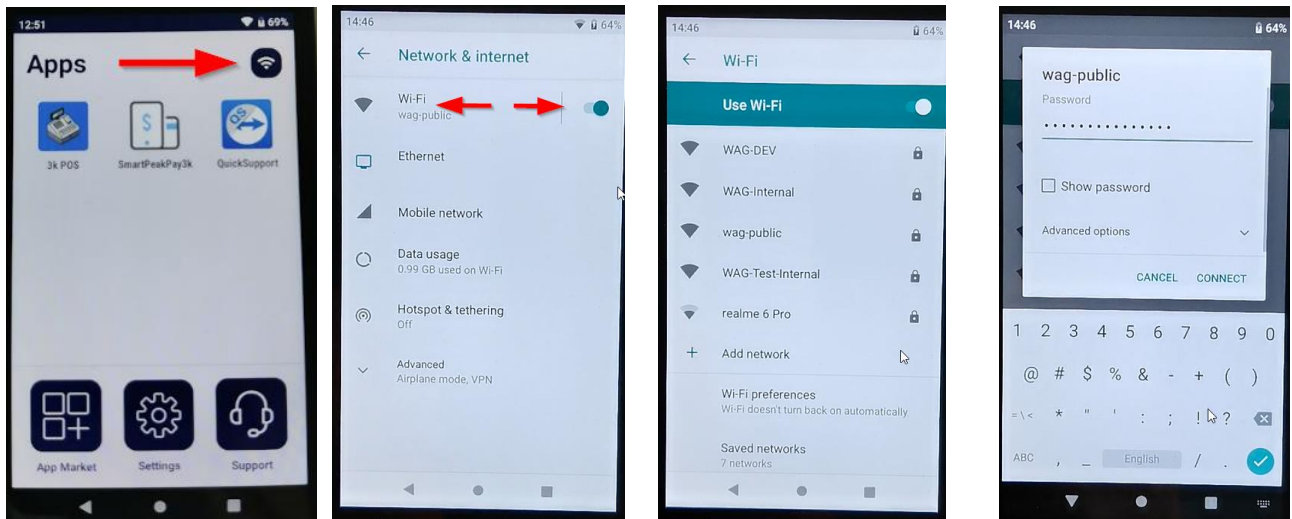 12:51
69%
Apps
3k POS
SmartPeakPay3k
QS
QuickSupport
App Market
Settings
Support
14:46
64%
Network & internet
Wi-Fi
wag-public
Ethernet
Mobile network
Data usage
0.99 GB used on Wi-Fi
Hotspot & tethering
Off
Advanced
Airplane mode, VPN
14:46
64%
Wi-Fi
Use Wi-Fi
WAG-DEV
WAG-Internal
wag-public
WAG-Test-Internal
realme 6 Pro
Add network
Wi-Fi preferences
Wi-Fi doesn't turn back on automatically
Saved networks
7 networks
14:46
64%
wag-public
Password
•••••••••••••••
Show password
Advanced options
CANCEL CONNECT
1 2 3 4 5 6 7 8 9 0
@ # $ % & - + ( )
= \ < * " ' : ; ! ?
ABC , _ English / .